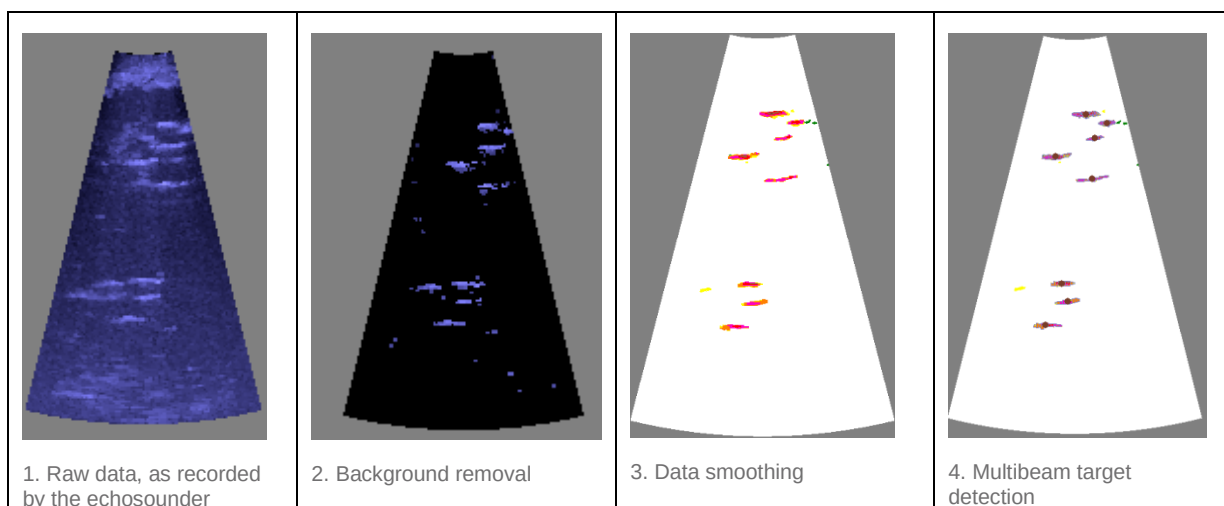 1. Raw data, as recorded
by the echosounder
2. Background removal
3. Data smoothing
4. Multibeam target
detection